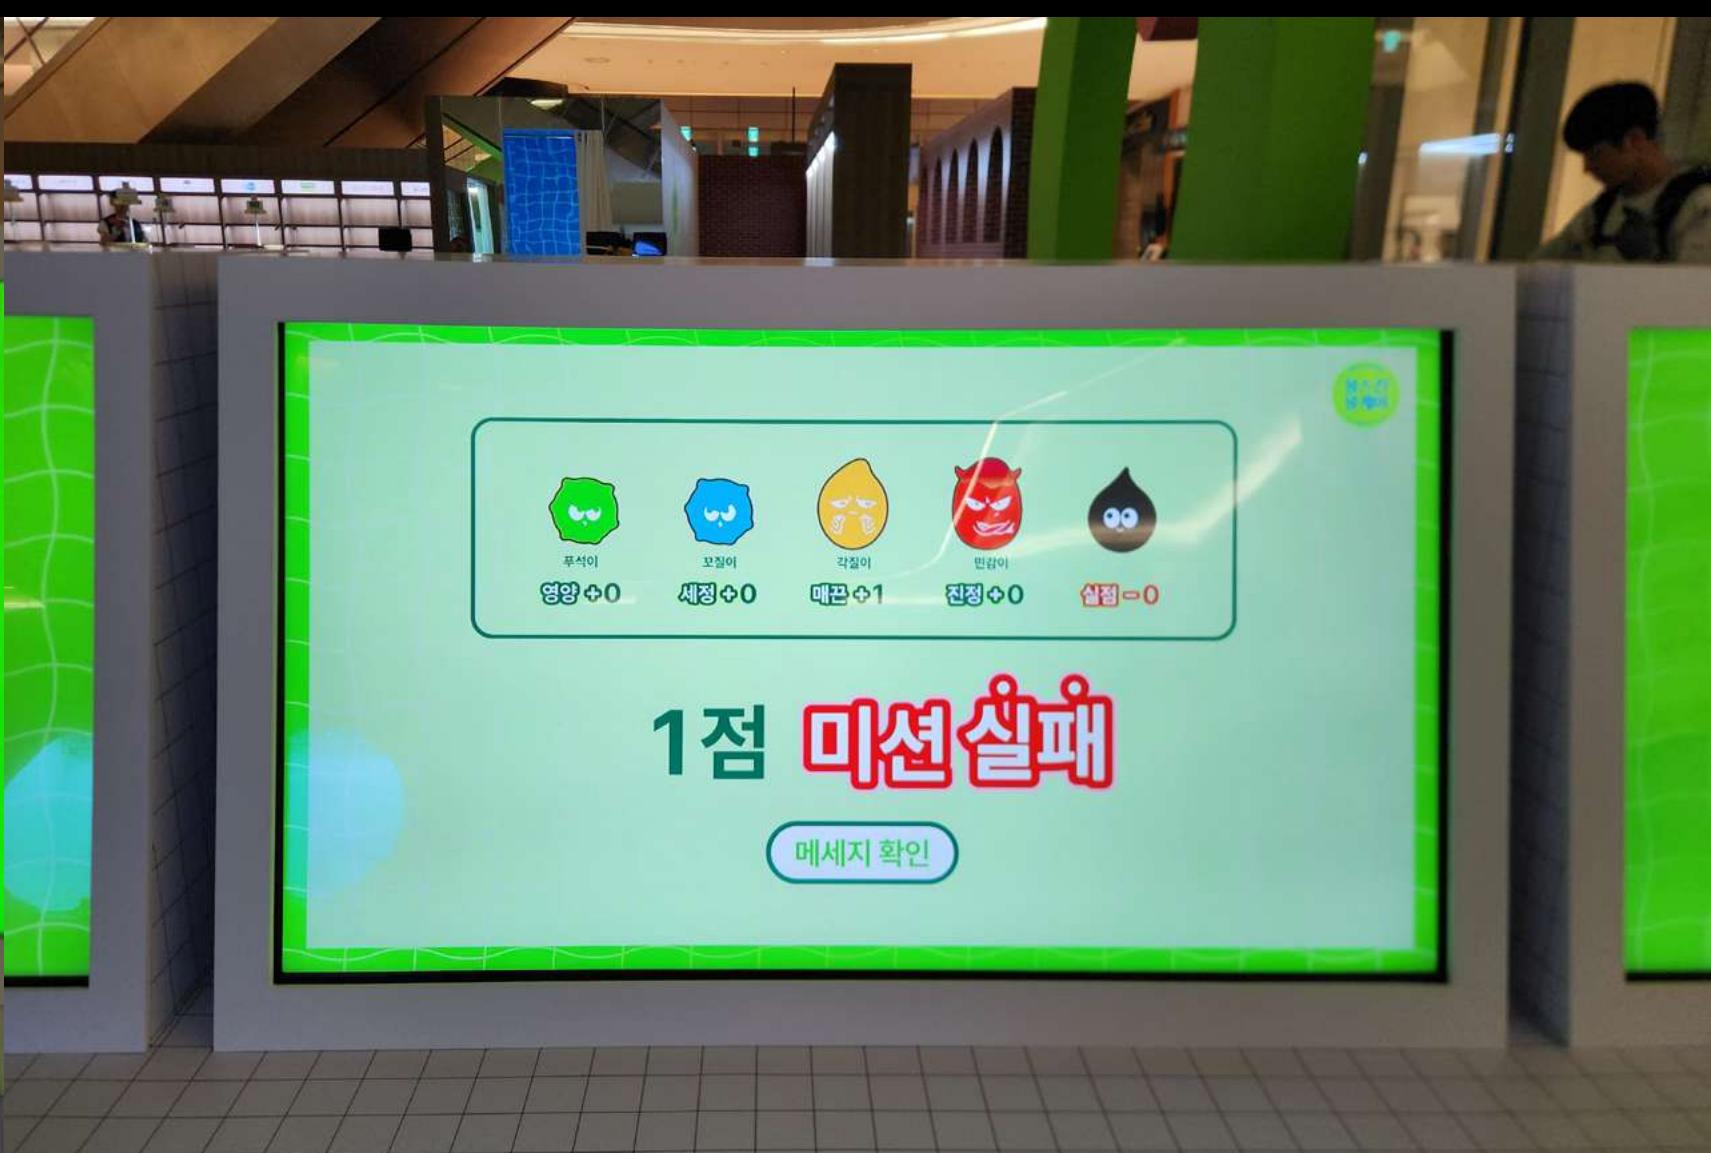 푸석이 꼬질이 각질이 민감이
영양 +0 세정 +0 매끈 +1 진정 +0 실점 -0
1점 미션 실패
메세지 확인